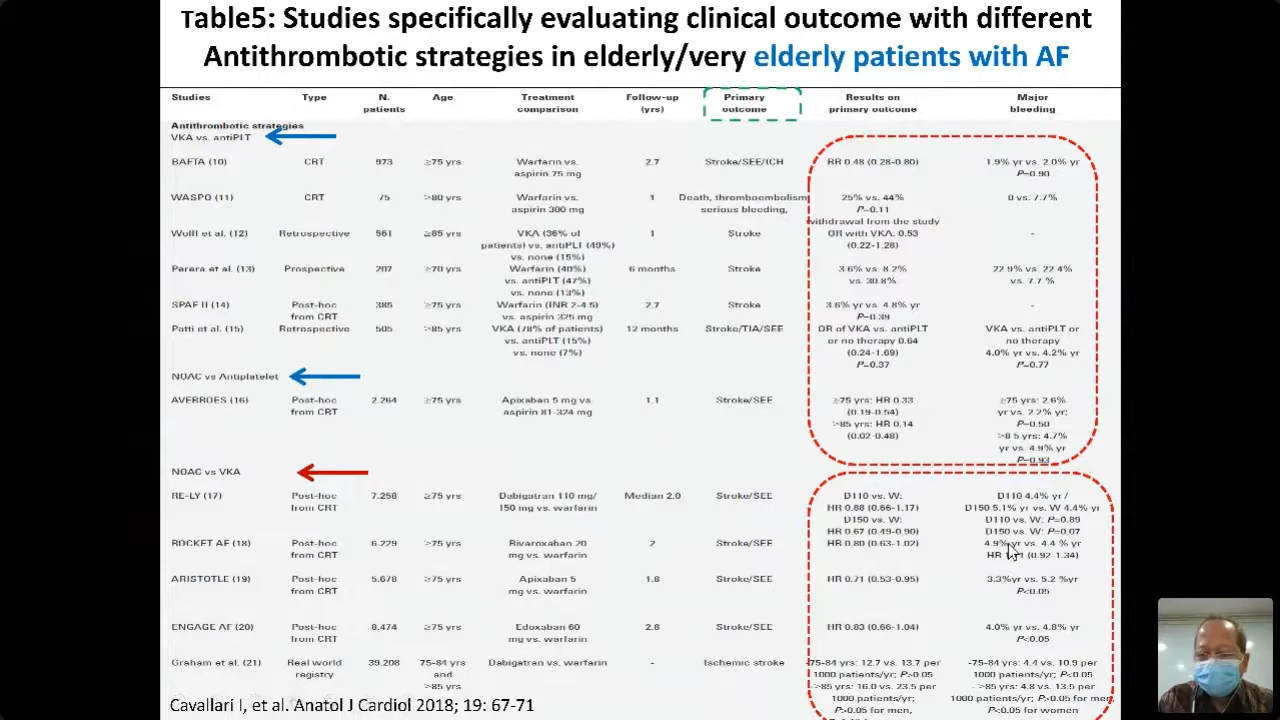 Table5: Studies specifically evaluating clinical outcome with different
Antithrombotic strategies in elderly/very elderly patients with AF
Studies Type N. patients Age Treatment comparison Follow-up (yrs) Primary outcome Results on primary outcome Major bleeding
Antithrombotic strategies
VKA vs. antiPLT
BAFTA (10) CRT 973 ≥75 yrs Warfarin vs. aspirin 75 mg 2.7 Stroke/SEE/ICH RR 0.48 (0.28-0.80) 1.9% yr vs. 2.0% yr P=0.90
WASPO (11) CRT 75 >80 yrs Warfarin vs. aspirin 300 mg 1 Death, thromboembolism serious bleeding, withdrawal from the study 25% vs. 44% P=0.11 0 vs. 7.7%
Wolff et al. (12) Retrospective 561 ≥85 yrs VKA (36% of patients) vs. antiPLT (49%) vs. none (15%) 1 Stroke OR with VKA: 0.53 (0.22-1.28) -
Perera et al. (13) Prospective 207 ≥70 yrs Warfarin (40%) vs. antiPLT (47%) vs. none (13%) 6 months Stroke 3.6% vs. 8.2% vs. 30.8% 22.9% vs. 22.4% vs. 7.7 %
SPAF II (14) Post-hoc from CRT 385 ≥75 yrs Warfarin (INR 2-4.5) vs. aspirin 325 mg 2.7 Stroke 3.6% yr vs. 4.8% yr P=0.39 -
Patti et al. (15) Retrospective 505 >85 yrs VKA (78% of patients) vs. antiPLT (15%) vs. none (7%) 12 months Stroke/TIA/SEE OR of VKA vs. antiPLT or no therapy 0.64 (0.24-1.69) P=0.37 VKA vs. antiPLT or no therapy 4.0% yr vs. 4.2% yr P=0.77
NOAC vs Antiplatelet
AVERROES (16) Post-hoc from CRT 2.264 ≥75 yrs Apixaban 5 mg vs. aspirin 81-324 mg 1.1 Stroke/SEE ≥75 yrs: HR 0.33 (0.19-0.54) >85 yrs: HR 0.14 (0.02-0.48) ≥75 yrs: 2.6% yr vs. 2.2% yr; P=0.50 >8 5 yrs: 4.7% yr vs. 4.9% yr P=0.93
NOAC vs VKA
RE-LY (17) Post-hoc from CRT 7.258 ≥75 yrs Dabigatran 110 mg/ 150 mg vs. warfarin Median 2.0 Stroke/SEE D110 vs. W: HR 0.88 (0.66-1.17) D150 vs. W: HR 0.67 (0.49-0.90) D110 4.4% yr / D150 5.1% yr vs. W 4.4% yr D110 vs. W: P=0.89 D150 vs. W: P=0.07
ROCKET AF (18) Post-hoc from CRT 6.229 ≥75 yrs Rivaroxaban 20 mg vs. warfarin 2 Stroke/SEE HR 0.80 (0.63-1.02) 4.9% yr vs. 4.4 % yr HR (0.92-1.34)
ARISTOTLE (19) Post-hoc from CRT 5.678 ≥75 yrs Apixaban 5 mg vs. warfarin 1.8 Stroke/SEE HR 0.71 (0.53-0.95) 3.3%yr vs. 5.2 %yr P<0.05
ENGAGE AF (20) Post-hoc from CRT 8.474 ≥75 yrs Edoxaban 60 mg vs. warfarin 2.8 Stroke/SEE HR 0.83 (0.66-1.04) 4.0% yr vs. 4.8% yr P<0.05
Graham et al. (21) Real world registry 39.208 75-84 yrs and >85 yrs Dabigatran vs. warfarin - Ischemic stroke -75-84 yrs: 12.7 vs. 13.7 per 1000 patients/yr; P>0.05 ->85 yrs: 16.0 vs. 23.5 per 1000 patients/yr; P>0.05 for men, -75-84 yrs: 4.4 vs. 10.9 per 1000 patients/yr; P<0.05 - >85 yrs: 4.8 vs. 13.5 per 1000 patients/yr; P>0.05 for men, P<0.05 for women
Cavallari I, et al. Anatol J Cardiol 2018; 19: 67-71